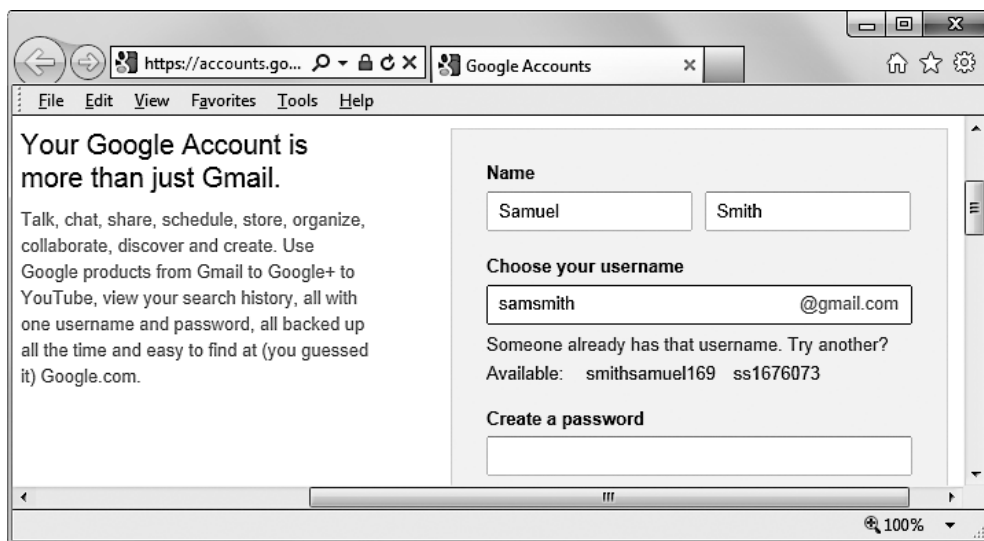 https://accounts.go...
Google Accounts
File Edit View Favorites Tools Help
Your Google Account is
more than just Gmail.
Talk, chat, share, schedule, store, organize,
collaborate, discover and create. Use
Google products from Gmail to Google+ to
YouTube, view your search history, all with
one username and password, all backed up
all the time and easy to find at (you guessed
it) Google.com.
Name
Samuel Smith
Choose your username
samsmith @gmail.com
Someone already has that username. Try another?
Available: smithsamuel169 ss1676073
Create a password
100%